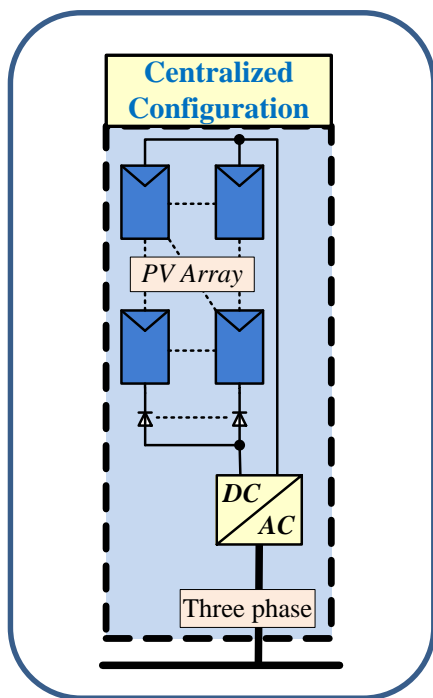 Centralized
Configuration
PV Array
DC
AC
Three phase